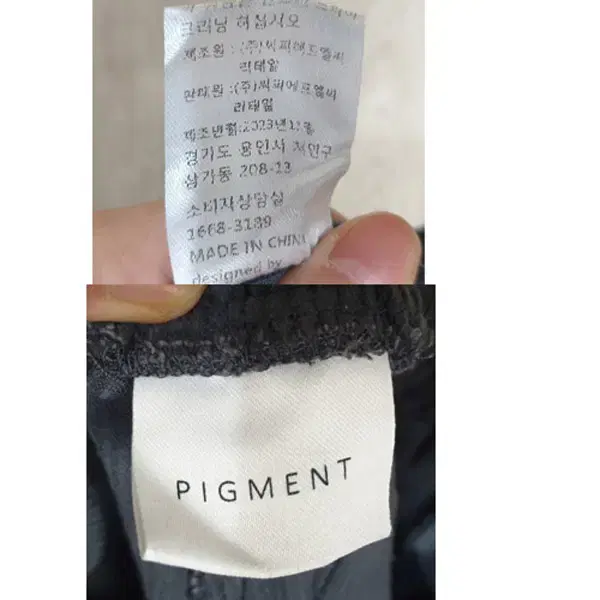 크리닝 하십시오
제조원 : (주)씨피에프엘씨
리테일
판매원 : (주)씨피에프엘씨
리테일
제조년월:2023년11월
경기도 용인시 처인구
삼가동 208-13
소비자상담실
1668-3189
MADE IN CHINA
designed by
PIGMENT